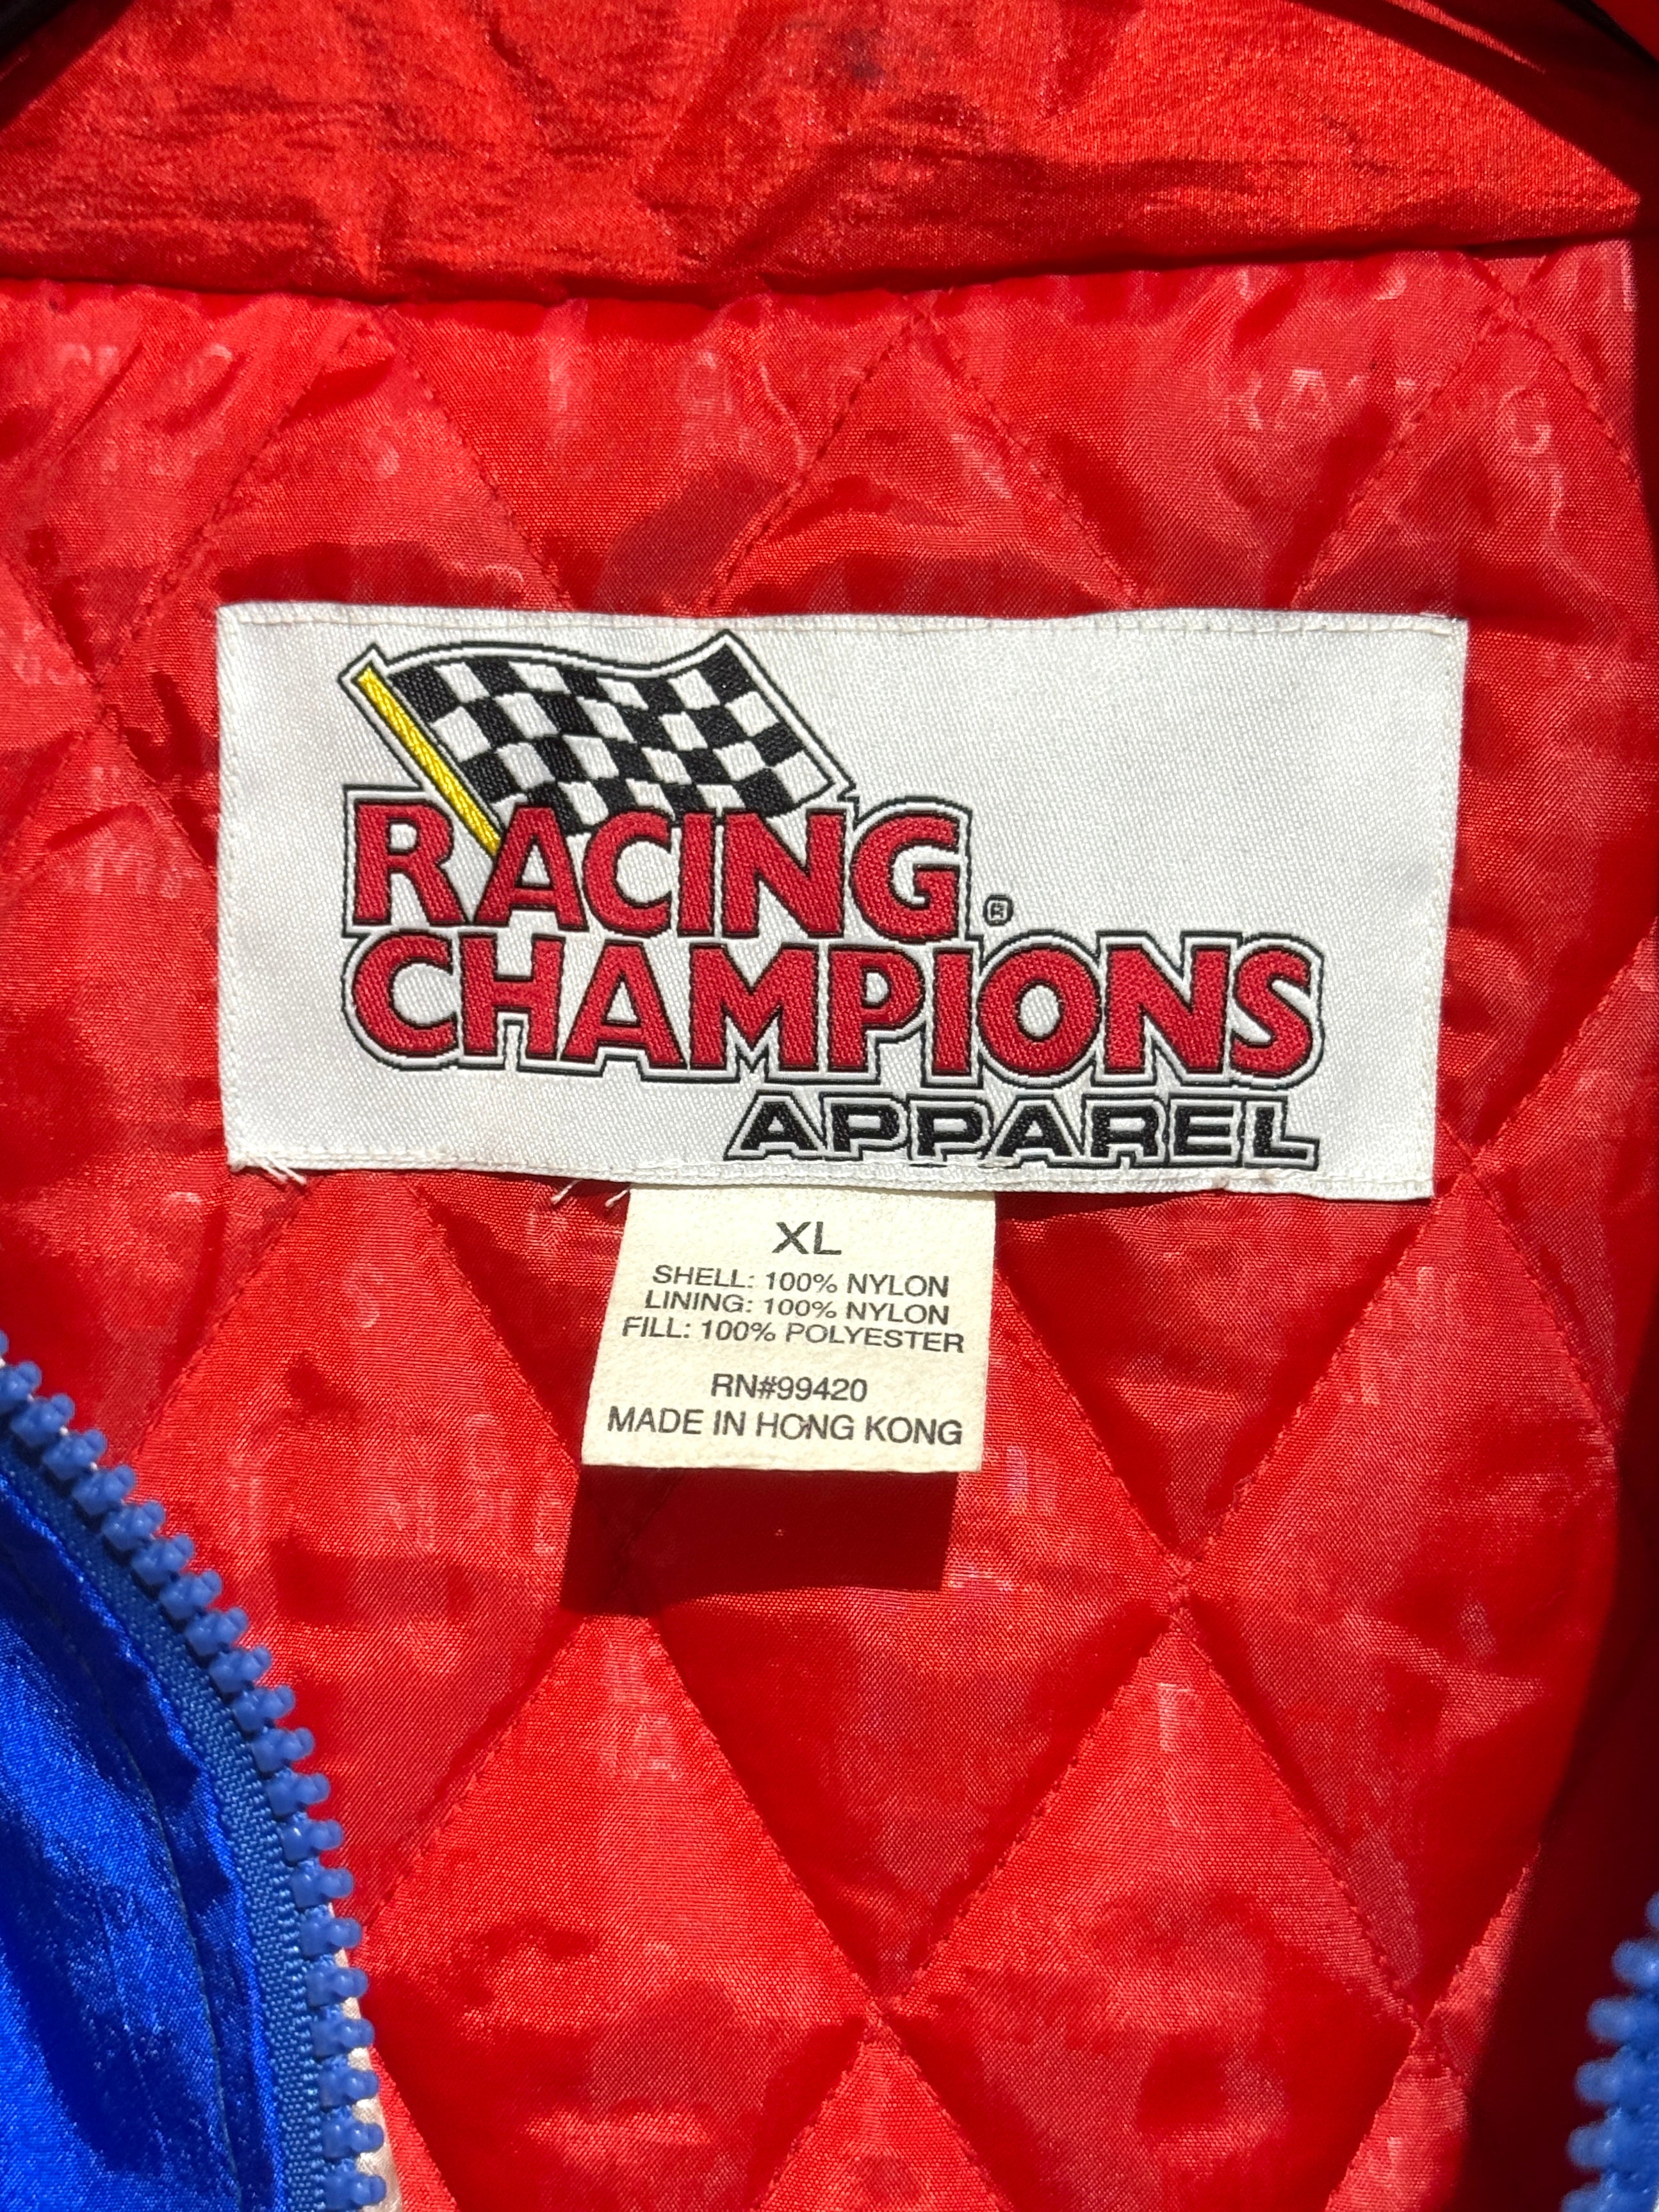 RACING®
CHAMPIONS
APPAREL
XL
SHELL: 100% NYLON
LINING: 100% NYLON
FILL: 100% POLYESTER
RN#99420
MADE IN HONG KONG